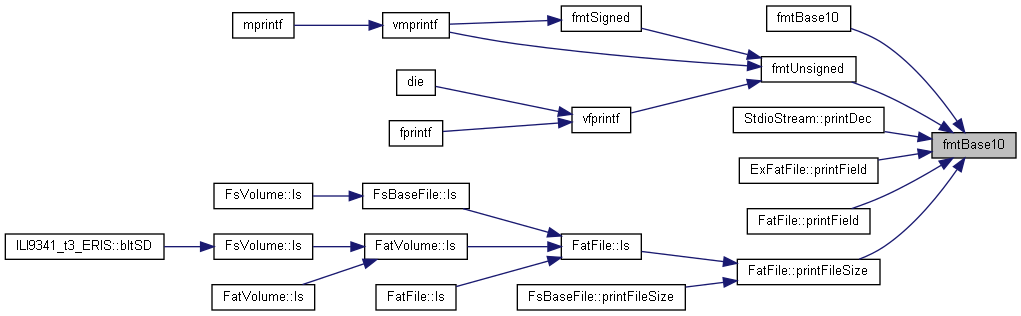 mprintf
vmprintf
fmtSigned
fmtBase10
fmtUnsigned
die
fprintf
vfprintf
StdioStream::printDec
fmtBase10
ExFatFile::printField
FsVolume::ls
FsBaseFile::ls
FatFile::printField
ILI9341_t3_ERIS::bltSD
FsVolume::ls
FatVolume::ls
FatFile::ls
FatFile::printFileSize
FatVolume::ls
FatFile::ls
FsBaseFile::printFileSize